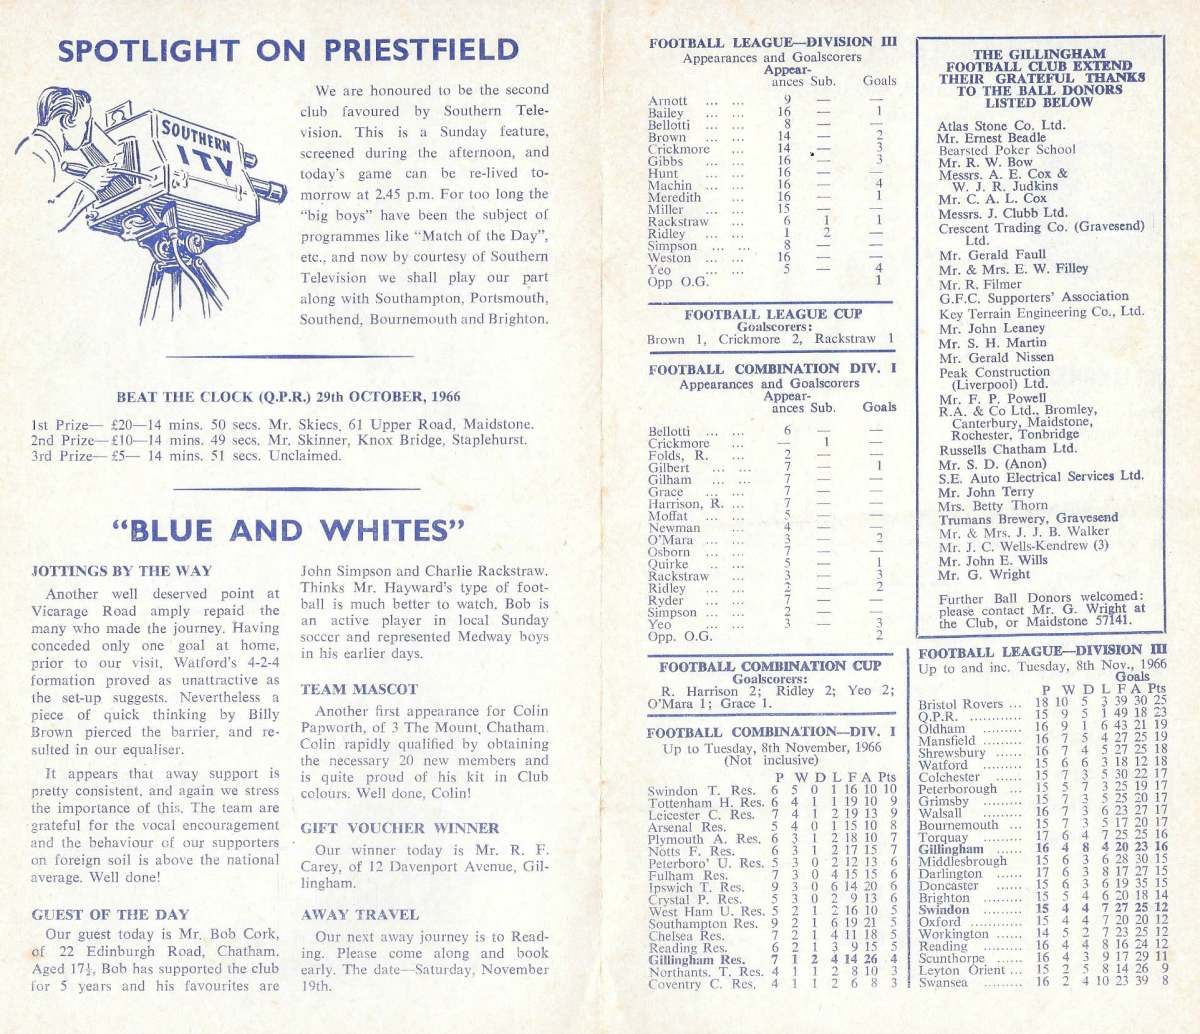 SPOTLIGHT ON PRIESTFIELD
SOUTHERN
ITV
We are honoured to be the second
club favoured by Southern Tele-
vision. This is a Sunday feature,
screened during the afternoon, and
today's game can be re-lived to-
morrow at 2.45 p.m. For too long the
"big boys" have been the subject of
programmes like "Match of the Day",
etc., and now by courtesy of Southern
Television we shall play our part
along with Southampton, Portsmouth,
Southend, Bournemouth and Brighton.
BEAT THE CLOCK (Q.P.R.) 29th OCTOBER, 1966
1st Prize— £20—14 mins. 50 secs. Mr. Skiecs, 61 Upper Road, Maidstone.
2nd Prize—£10—14 mins. 49 secs. Mr. Skinner, Knox Bridge, Staplehurst.
3rd Prize— £5— 14 mins. 51 secs. Unclaimed.
"BLUE AND WHITES"
JOTTINGS BY THE WAY
Another well deserved point at
Vicarage Road amply repaid the
many who made the journey. Having
conceded only one goal at home,
prior to our visit, Watford's 4-2-4
formation proved as unattractive as
the set-up suggests. Nevertheless a
piece of quick thinking by Billy
Brown pierced the barrier, and re-
sulted in our equaliser.
It appears that away support is
pretty consistent, and again we stress
the importance of this. The team are
grateful for the vocal encouragement
and the behaviour of our supporters
on foreign soil is above the national
average. Well done!
GUEST OF THE DAY
Our guest today is Mr. Bob Cork,
of 22 Edinburgh Road, Chatham.
Aged 17½, Bob has supported the club
for 5 years and his favourites are
John Simpson and Charlie Rackstraw.
Thinks Mr. Hayward's type of foot-
ball is much better to watch. Bob is
an active player in local Sunday
soccer and represented Medway boys
in his earlier days.
TEAM MASCOT
Another first appearance for Colin
Papworth, of 3 The Mount, Chatham.
Colin rapidly qualified by obtaining
the necessary 20 new members and
is quite proud of his kit in Club
colours. Well done, Colin!
GIFT VOUCHER WINNER
Our winner today is Mr. R. F.
Carey, of 12 Davenport Avenue, Gil-
lingham.
AWAY TRAVEL
Our next away journey is to Read-
ing. Please come along and book
early. The date—Saturday, November
19th.
FOOTBALL LEAGUE—DIVISION III
Appearances and Goalscorers
Appear-
ances Sub. Goals
Arnott ... ... 9 — —
Bailey ... ... 16 — 1
Bellotti ... ... 8 — —
Brown ... ... 14 — 2
Crickmore ... 14 — 3
Gibbs ... ... 16 — 3
Hunt ... ... 16 — —
Machin ... ... 16 — 4
Meredith ... 16 — 1
Miller ... ... 15 — —
Rackstraw ... 6 1 1
Ridley ... ... 1 2 —
Simpson ... ... 8 — —
Weston ... ... 16 — —
Yeo ... ... 5 — 4
Opp O.G. 1
FOOTBALL LEAGUE CUP
Goalscorers:
Brown 1, Crickmore 2, Rackstraw 1
FOOTBALL COMBINATION DIV. I
Appearances and Goalscorers
Appear-
ances Sub. Goals
Bellotti ... ... 6 — —
Crickmore ... — 1 —
Folds, R. ... 2 — —
Gilbert ... ... 7 — 1
Gilham ... ... 7 — —
Grace ... ... 7 — —
Harrison, R. ... 7 — —
Moffat ... ... 5 — —
Newman ... 4 — —
O'Mara ... ... 3 — 2
Osborn ... ... 7 — —
Quirke .. ... 5 — 1
Rackstraw ... 3 — 3
Ridley ... ... 2 — 2
Ryder ... ... 7 — —
Simpson ... ... 2 — —
Yeo ... ... 3 — 3
Opp. O.G. 2
FOOTBALL COMBINATION CUP
Goalscorers:
R. Harrison 2; Ridley 2; Yeo 2;
O'Mara 1; Grace 1.
FOOTBALL COMBINATION—DIV. I
Up to Tuesday, 8th November, 1966
(Not inclusive)
P W D L F A Pts
Swindon T. Res. 6 5 0 1 16 10 10
Tottenham H. Res. 6 4 1 1 19 10 9
Leicester C. Res. 7 4 1 2 19 13 9
Arsenal Res. 5 4 0 1 15 10 8
Plymouth A. Res. 6 3 1 2 18 10 7
Notts F. Res. 6 3 1 2 17 15 7
Peterboro' U. Res. 5 3 0 2 12 13 6
Fulham Res. 7 3 0 4 15 15 6
Ipswich T. Res. 9 3 0 6 14 20 6
Crystal P. Res. 5 3 0 2 9 13 6
West Ham U. Res. 5 2 1 2 16 10 5
Southampton Res. 9 2 1 6 19 21 5
Chelsea Res. 7 2 1 4 11 18 5
Reading Res. 6 2 1 3 9 15 5
Gillingham Res. 7 1 2 4 14 26 4
Northants. T. Res. 4 1 1 2 8 10 3
Coventry C. Res. 4 1 1 2 6 8 3
THE GILLINGHAM
FOOTBALL CLUB EXTEND
THEIR GRATEFUL THANKS
TO THE BALL DONORS
LISTED BELOW
Atlas Stone Co. Ltd.
Mr. Ernest Beadle
Bearsted Poker School
Mr. R. W. Bow
Messrs. A. E. Cox &
W. J. R. Judkins
Mr. C. A. L. Cox
Messrs. J. Clubb Ltd.
Crescent Trading Co. (Gravesend)
Ltd.
Mr. Gerald Faull
Mr. & Mrs. E. W. Filley
Mr. R. Filmer
G.F.C. Supporters' Association
Key Terrain Engineering Co., Ltd.
Mr. John Leaney
Mr. S. H. Martin
Mr. Gerald Nissen
Peak Construction
(Liverpool) Ltd.
Mr. F. P. Powell
R.A. & Co Ltd., Bromley,
Canterbury, Maidstone,
Rochester, Tonbridge
Russells Chatham Ltd.
Mr. S. D. (Anon)
S.E. Auto Electrical Services Ltd.
Mr. John Terry
Mrs. Betty Thorn
Trumans Brewery, Gravesend
Mr. & Mrs. J. J. B. Walker
Mr. J. C. Wells-Kendrew (3)
Mr. John E. Wills
Mr. G. Wright
Further Ball Donors welcomed:
please contact Mr. G. Wright at
the Club, or Maidstone 57141.
FOOTBALL LEAGUE—DIVISION III
Up to and inc. Tuesday, 8th Nov., 1966
Goals
P W D L F A Pts
Bristol Rovers ... 18 10 5 3 39 30 25
Q.P.R. ............ 15 9 5 1 49 18 23
Oldham ......... 16 9 1 6 43 21 19
Mansfield ......... 16 7 5 4 27 25 19
Shrewsbury ...... 16 7 4 5 27 25 18
Watford ......... 15 6 6 3 18 12 18
Colchester ...... 15 7 3 5 30 22 17
Peterborough ... 15 5 7 3 25 19 17
Grimsby ......... 15 7 3 5 25 20 17
Walsall ......... 16 7 3 6 23 27 17
Bournemouth ... 15 7 3 5 17 20 17
Torquay ......... 17 6 4 7 25 25 16
Gillingham ...... 16 4 8 4 20 23 16
Middlesbrough 15 6 3 6 28 30 15
Darlington ...... 17 6 3 8 17 27 15
Doncaster ...... 15 6 3 6 19 35 15
Brighton ......... 15 5 4 6 20 18 14
Swindon ......... 15 4 4 7 27 25 12
Oxford ............ 15 4 4 7 20 20 12
Workington ...... 14 5 2 7 23 25 12
Reading ......... 16 4 4 8 16 24 12
Scunthorpe ...... 16 4 3 9 17 29 11
Leyton Orient ... 15 2 5 8 14 26 9
Swansea ......... 16 2 4 10 23 39 8